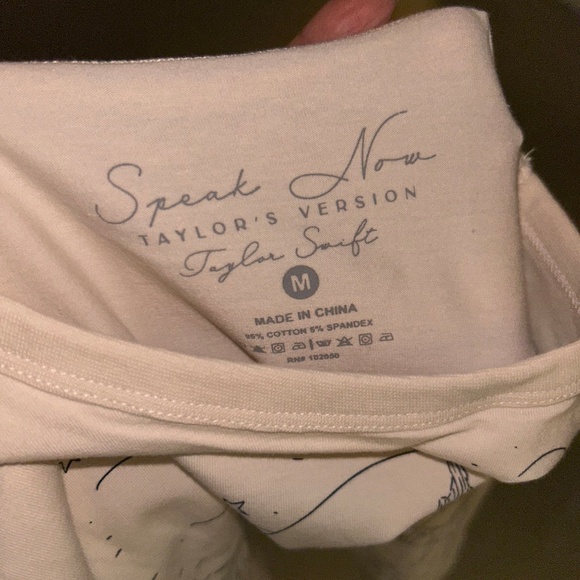 Speak Now
TAYLOR'S VERSION
Taylor Swift
M
MADE IN CHINA
95% COTTON 5% SPANDEX
RN# 102050